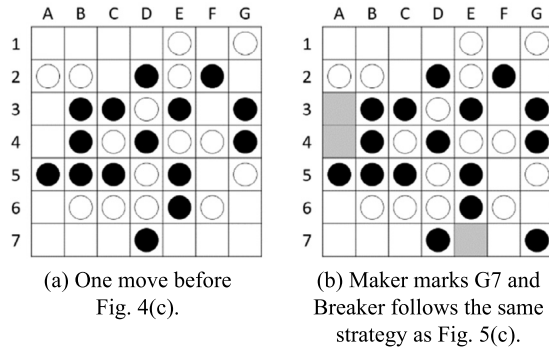 A B C D E F G A B C D E F G
1 1
2 2
3 3
4 4
5 5
6 6
7 7
(a) One move before
Fig. 4(c).
(b) Maker marks G7 and
Breaker follows the same
strategy as Fig. 5(c).